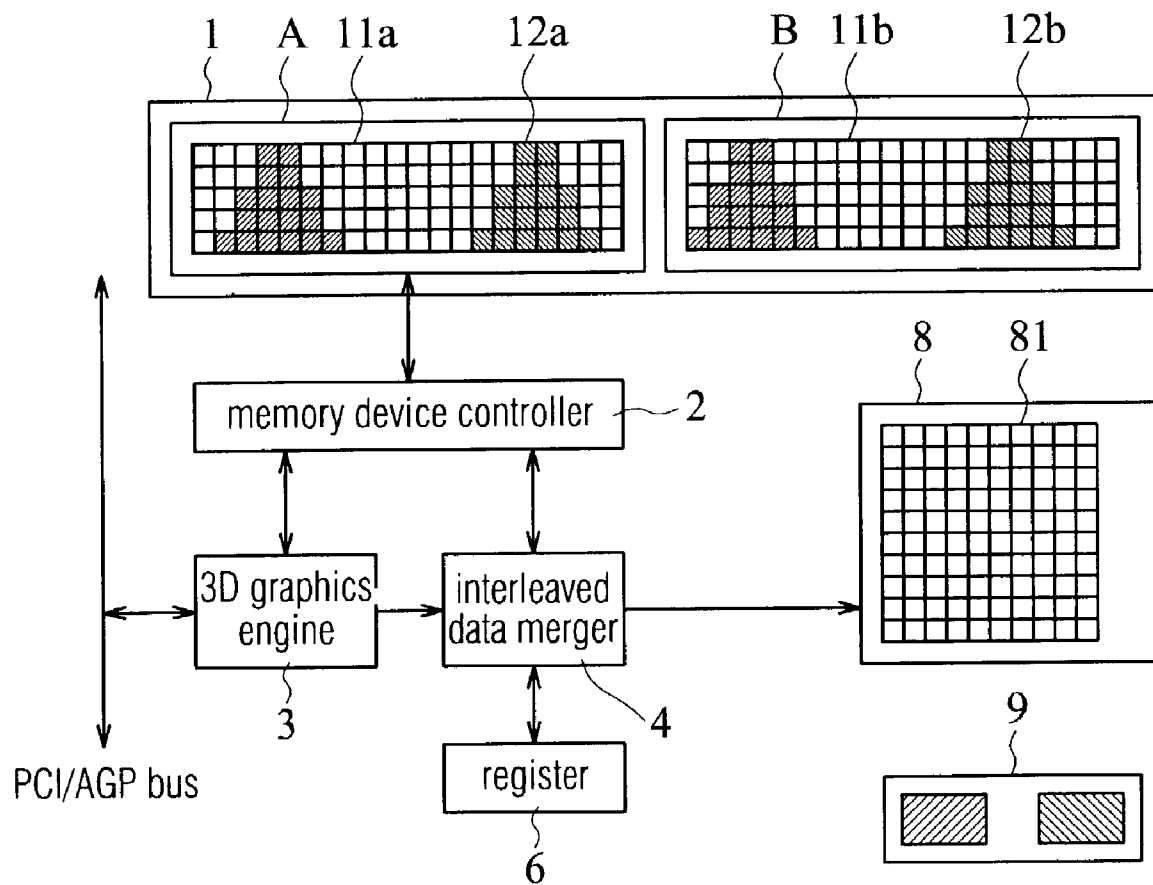 1 A 11a 12a B 11b 12b
8 81
memory device controller 2
3D graphics
engine
interleaved
data merger
3 4
9
PCI/AGP bus
register
6